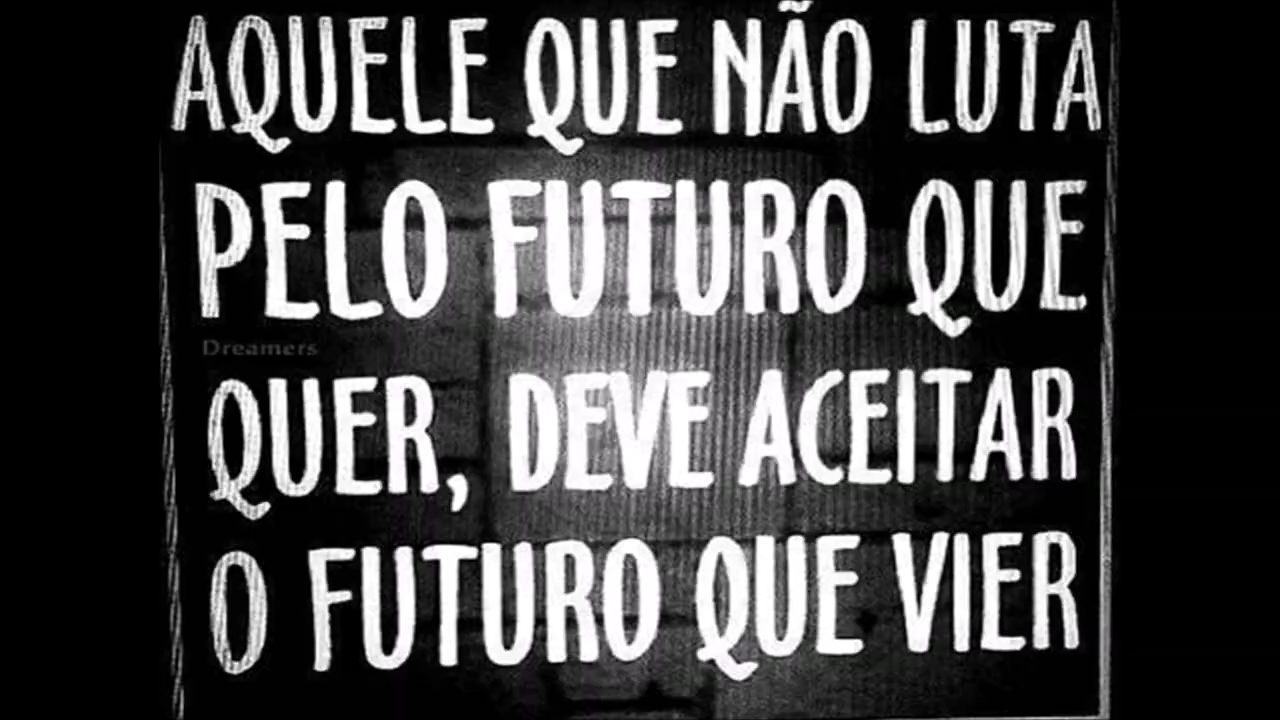 AQUELE QUE NÃO LUTA
PELO FUTURO QUE
Dreamers
QUER, DEVE ACEITAR
O FUTURO QUE VIER